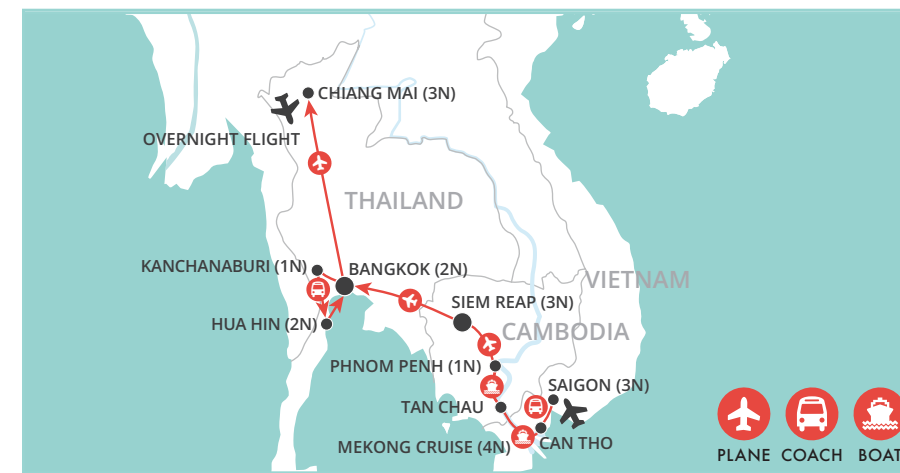 CHIANG MAI (3N)
OVERNIGHT FLIGHT
THAILAND
KANCHANABURI (1N)
BANGKOK (2N)
VIETNAM
SIEM REAP (3N)
HUA HIN (2N)
CAMBODIA
PHNOM PENH (1N)
SAIGON (3N)
TAN CHAU
MEKONG CRUISE (4N)
CAN THO
PLANE COACH BOAT